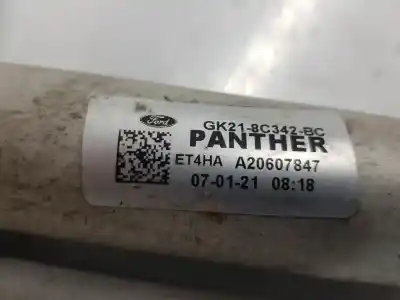 Ford
GK21-8C342-BC
PANTHER
ET4HA A20607847
07-01-21 08:18